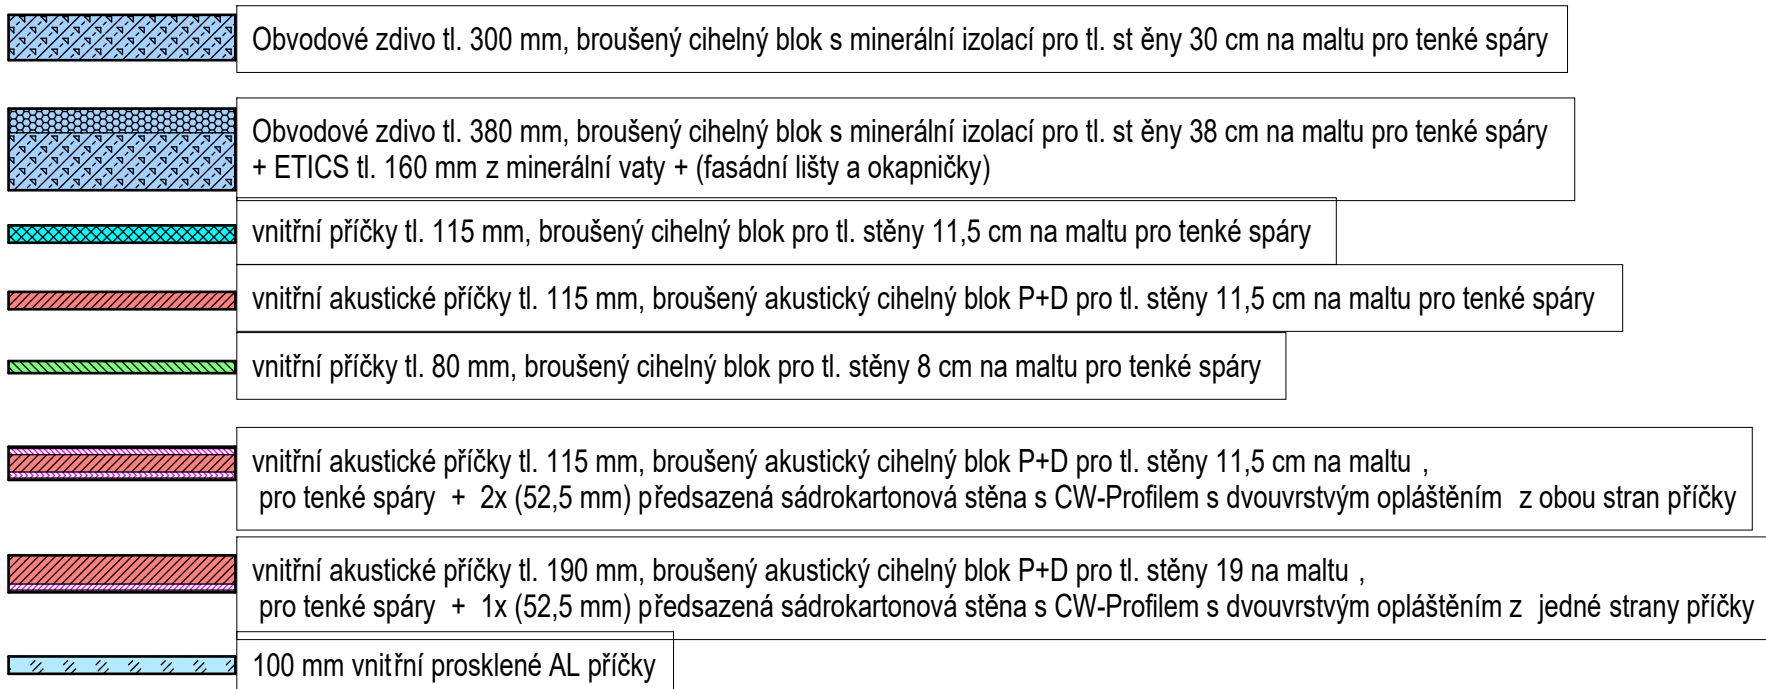 Obvodové zdivo tl. 300 mm, broušený cihelný blok s minerální izolací pro tl. st ěny 30 cm na maltu pro tenké spáry
Obvodové zdivo tl. 380 mm, broušený cihelný blok s minerální izolací pro tl. st ěny 38 cm na maltu pro tenké spáry
+ ETICS tl. 160 mm z minerální vaty + (fasádní lišty a okapničky)
vnitřní příčky tl. 115 mm, broušený cihelný blok pro tl. stěny 11,5 cm na maltu pro tenké spáry
vnitřní akustické příčky tl. 115 mm, broušený akustický cihelný blok P+D pro tl. stěny 11,5 cm na maltu pro tenké spáry
vnitřní příčky tl. 80 mm, broušený cihelný blok pro tl. stěny 8 cm na maltu pro tenké spáry
vnitřní akustické příčky tl. 115 mm, broušený akustický cihelný blok P+D pro tl. stěny 11,5 cm na maltu ,
pro tenké spáry + 2x (52,5 mm) předsazená sádrokartonová stěna s CW-Profilem s dvouvrstvým opláštěním z obou stran příčky
vnitřní akustické příčky tl. 190 mm, broušený akustický cihelný blok P+D pro tl. stěny 19 na maltu ,
pro tenké spáry + 1x (52,5 mm) předsazená sádrokartonová stěna s CW-Profilem s dvouvrstvým opláštěním z jedné strany příčky
100 mm vnitřní prosklené AL příčky